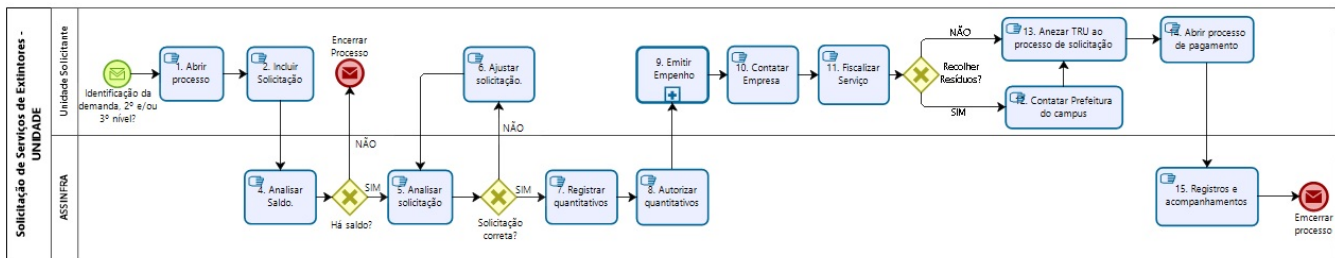 Solicitação de Serviços de Extintores -
UNIDADE
Unidade Solicitante
ASSINFRA
Identificação da
demanda. 2º e/ou
3º nível?
1. Abrir
processo
2. Incluir
Solicitação
Encerrar
Processo
NÃO
6. Ajustar
solicitação.
NÃO
9. Emitir
Empenho
10. Contatar
Empresa
11. Fiscalizar
Serviço
NÃO
Recolher
Resíduos?
SIM
13. Anezar TRU ao
processo de solicitação
12. Contatar Prefeitura
do campus
14. Abrir processo
de pagamento
4. Analisar
Saldo.
Há saldo?
SIM
5. Analisar
solicitação
Solicitação
correta?
SIM
7. Registrar
quantitativos
8. Autorizar
quantitativos
15. Registros e
acompanhamentos
Emcerrar
processo